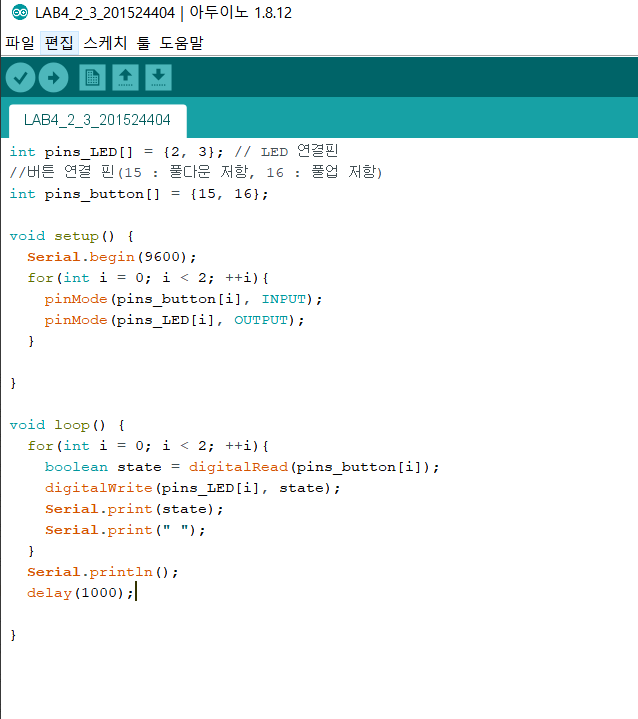 LAB4_2_3_201524404 | 아두이노 1.8.12
파일 편집 스케치 툴 도움말
LAB4_2_3_201524404
int pins_LED[] = {2, 3}; // LED 연결핀
//버튼 연결 핀(15 : 풀다운 저항, 16 : 풀업 저항)
int pins_button[] = {15, 16};
void setup() {
  Serial.begin(9600);
  for(int i = 0; i < 2; ++i){
    pinMode(pins_button[i], INPUT);
    pinMode(pins_LED[i], OUTPUT);
  }
}
void loop() {
  for(int i = 0; i < 2; ++i){
    boolean state = digitalRead(pins_button[i]);
    digitalWrite(pins_LED[i], state);
    Serial.print(state);
    Serial.print(" ");
  }
  Serial.println();
  delay(1000);
}